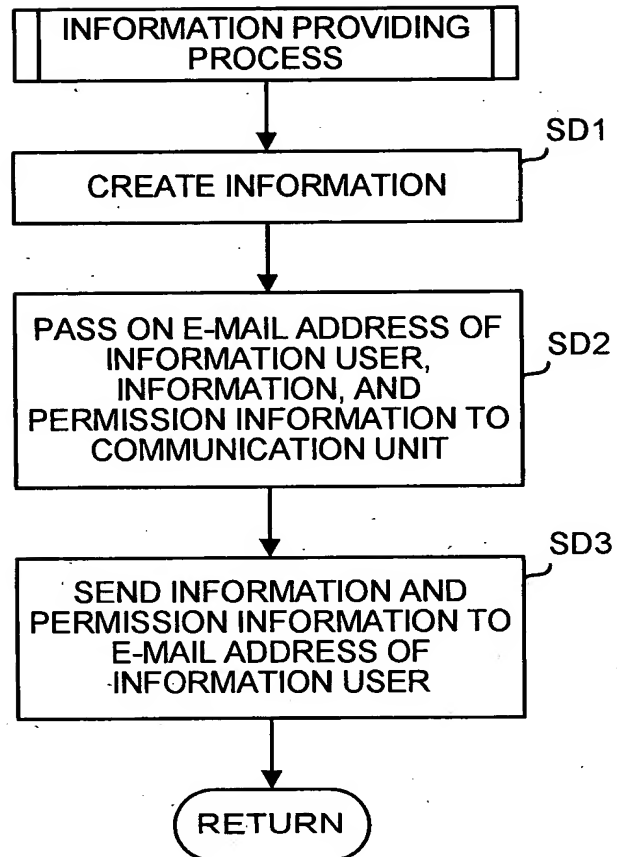 INFORMATION PROVIDING
PROCESS
SD1
CREATE INFORMATION
PASS ON E-MAIL ADDRESS OF
INFORMATION USER,
INFORMATION, AND
PERMISSION INFORMATION TO
COMMUNICATION UNIT
SD2
SD3
SEND INFORMATION AND
PERMISSION INFORMATION TO
E-MAIL ADDRESS OF
INFORMATION USER
RETURN